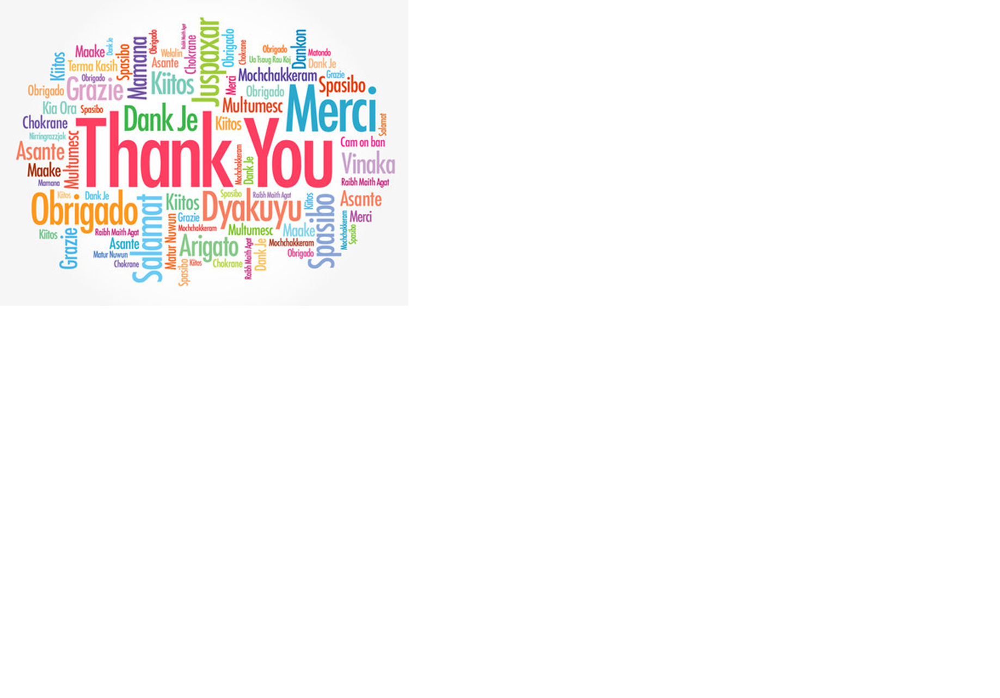 Juspaxar
Raibh Maith Agat
Obrigado
Obrigado
Dankon
Chokrane
Mamana
Dank Je
Spasibo
Chokrane
Maake
Welalin
Obrigado
Matondo
Kiitos
Terma Kasih
Asante
Ua Tsaug Rau Koj
Dank Je
Obrigado
Kiitos
Merci
Mochchakkeram
Grazie
Obrigado
Grazie
Obrigado
Spasibo
Kia Ora
Spasibo
Dank Je
Multumesc
Merci
Chokrane
Kiitos
Salamat
Nirringrazzjak
Multumesc
Thank You
Cam on ban
Asante
Mochchakkeram
Dank Je
Vinaka
Maake
Mamana
Raibh Maith Agat
Kiitos
Dank Je
Spasibo
Raibh Maith Agat
Kiitos
Obrigado
Salamat
Kiitos
Dyakuyu
Spasibo
Asante
Grazie
Matur Nuwun
Mochchakkeram
Merci
Mochchakkeram
Spasibo
Kiitos
Grazie
Raibh Maith Agat
Multumesc
Maake
Asante
Arigato
Mochchakkeram
Matur Nuwun
Raibh Maith Agat
Dank Je
Obrigado
Chokrane
Spasibo
Kiitos
Chokrane